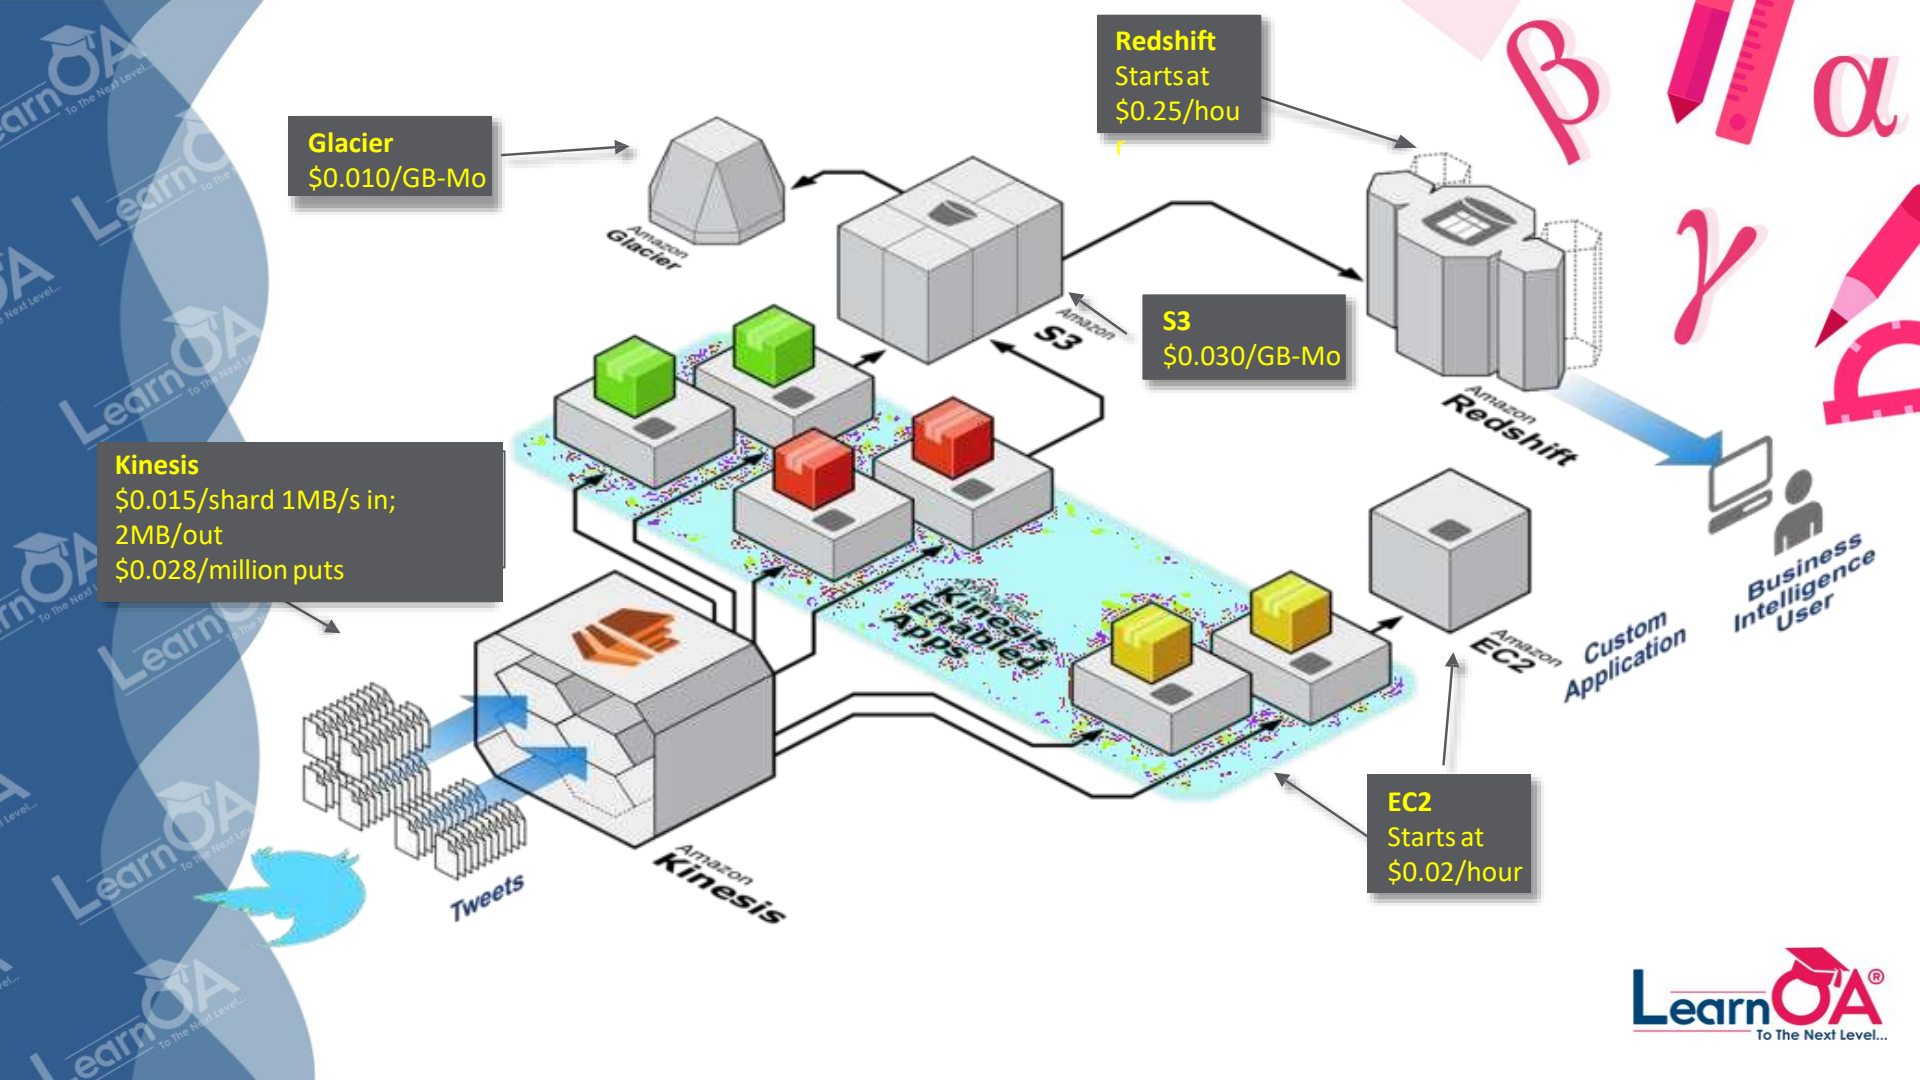 Redshift
Starts at
$0.25/hou
r
Glacier
$0.010/GB-Mo
Amazon
Glacier
S3
$0.030/GB-Mo
Amazon
S3
Amazon
Redshift
Kinesis
$0.015/shard 1MB/s in;
2MB/out
$0.028/million puts
Amazon
Kinesis
Enabled
Apps
Business
Intelligence
User
Custom
Application
Amazon
EC2
EC2
Starts at
$0.02/hour
Tweets
Amazon
Kinesis
β
α
γ
LearnOA®
To The Next Level...